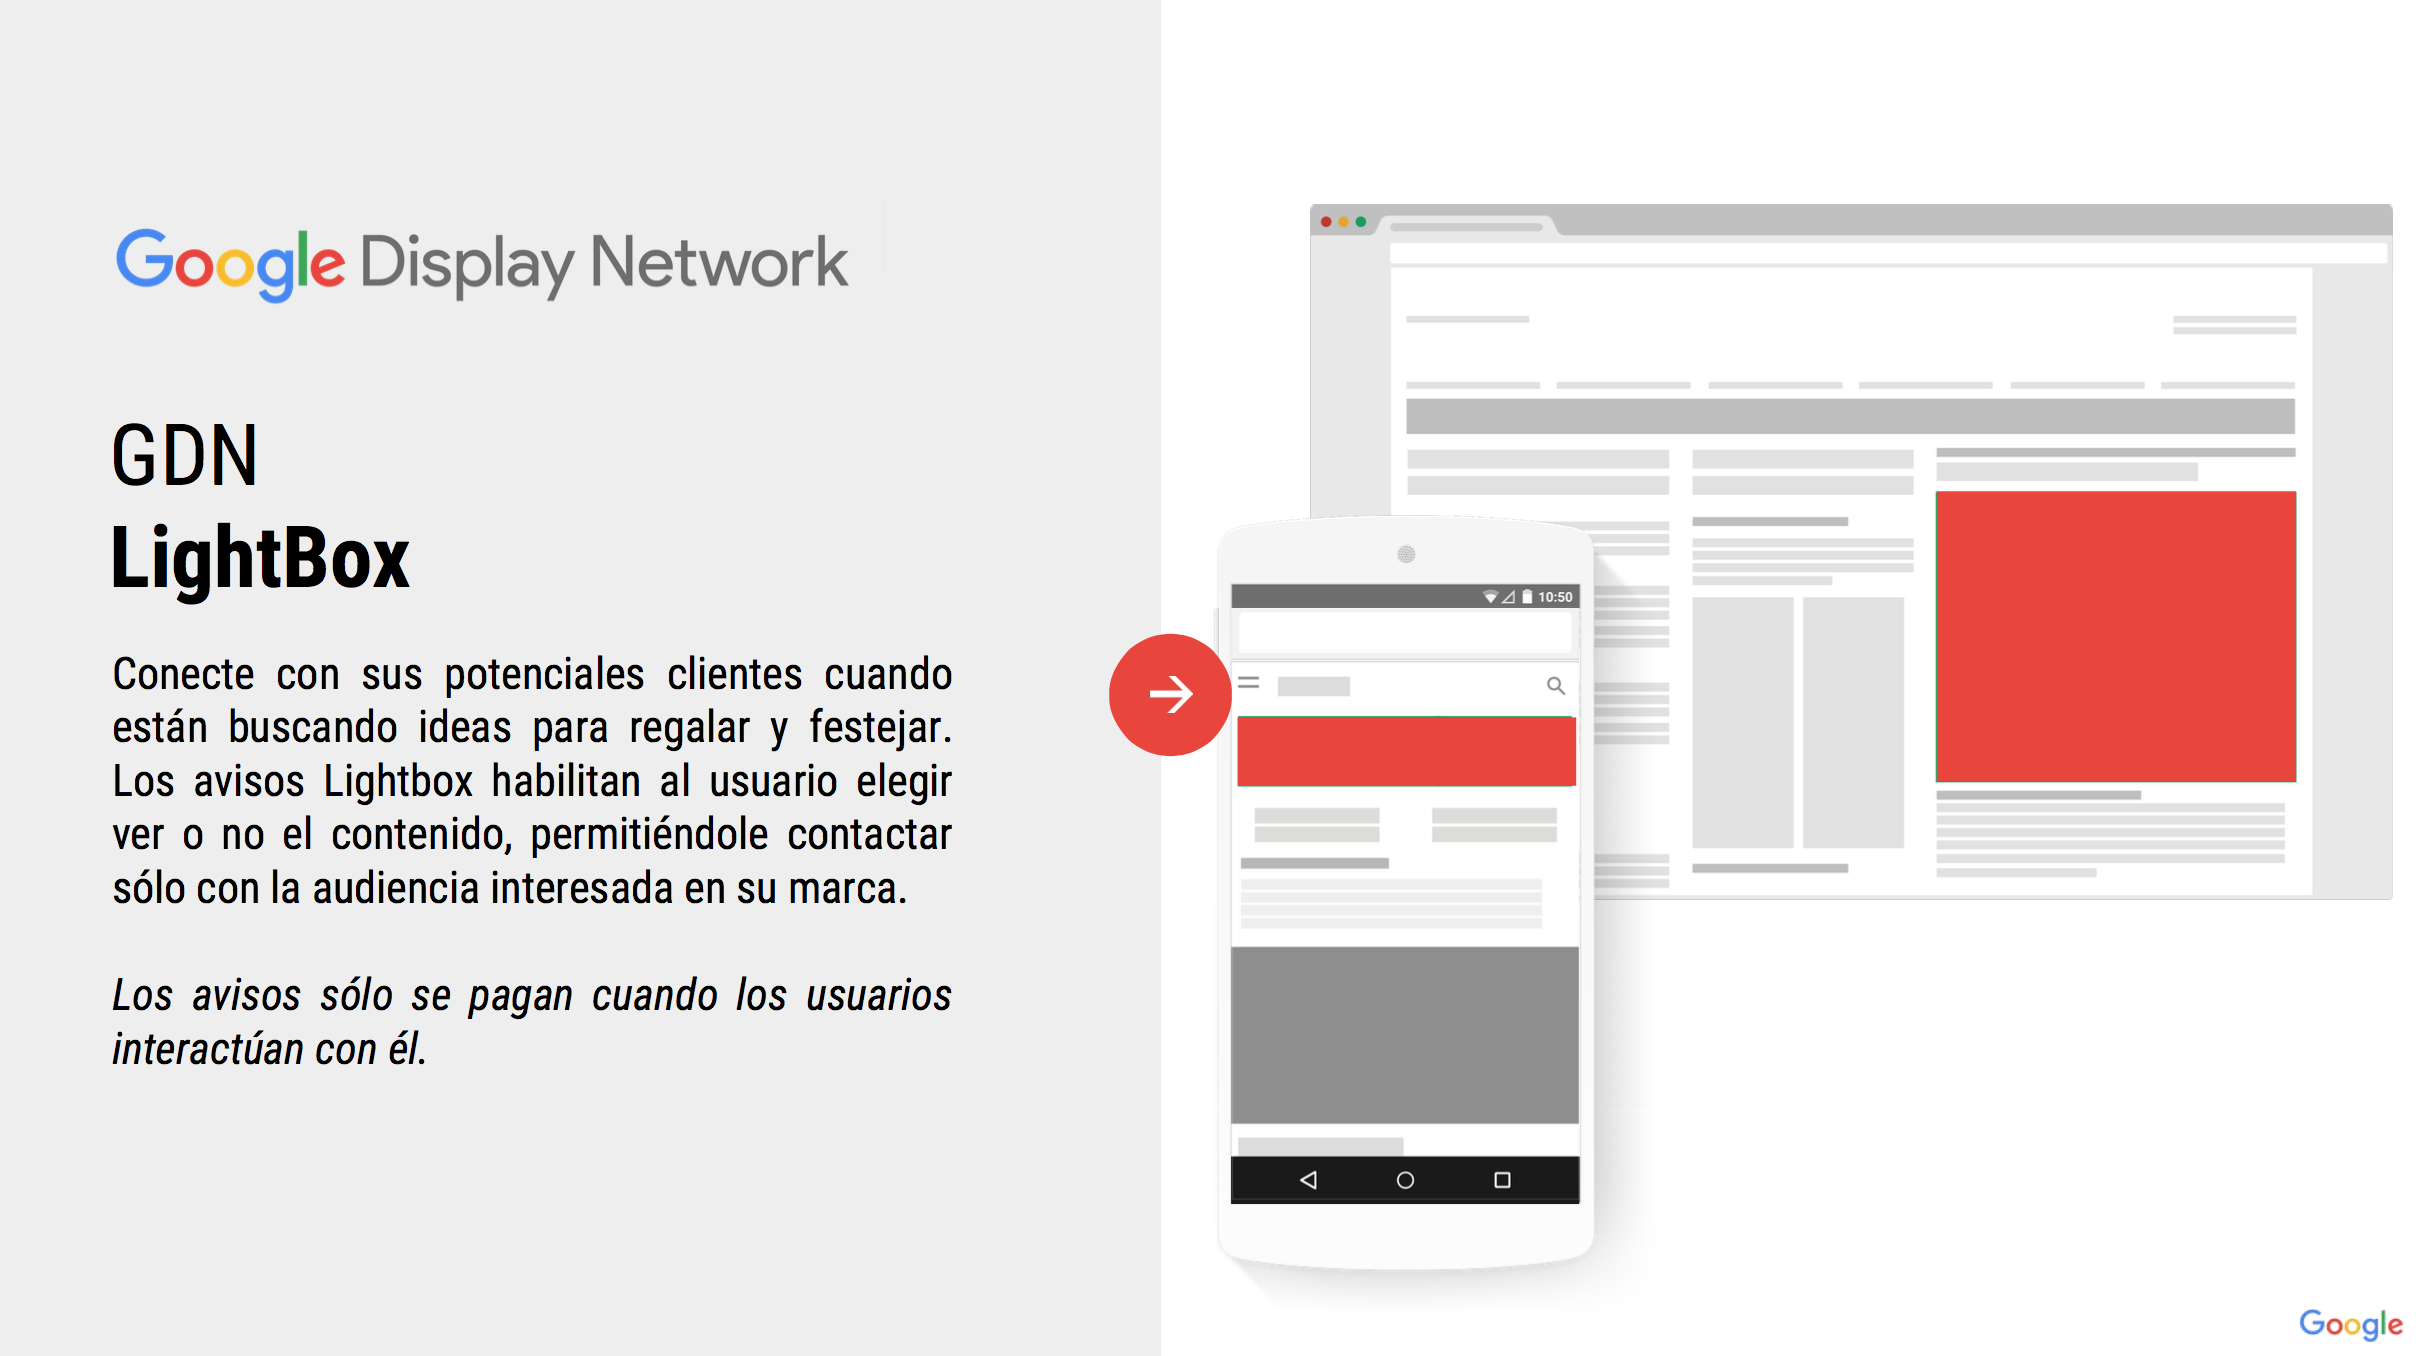 Google Display Network
GDN
LightBox
Conecte con sus potenciales clientes cuando
están buscando ideas para regalar y festejar.
Los avisos Lightbox habilitan al usuario elegir
ver o no el contenido, permitiéndole contactar
sólo con la audiencia interesada en su marca.
Los avisos sólo se pagan cuando los usuarios
interactúan con él.
10:50
Google